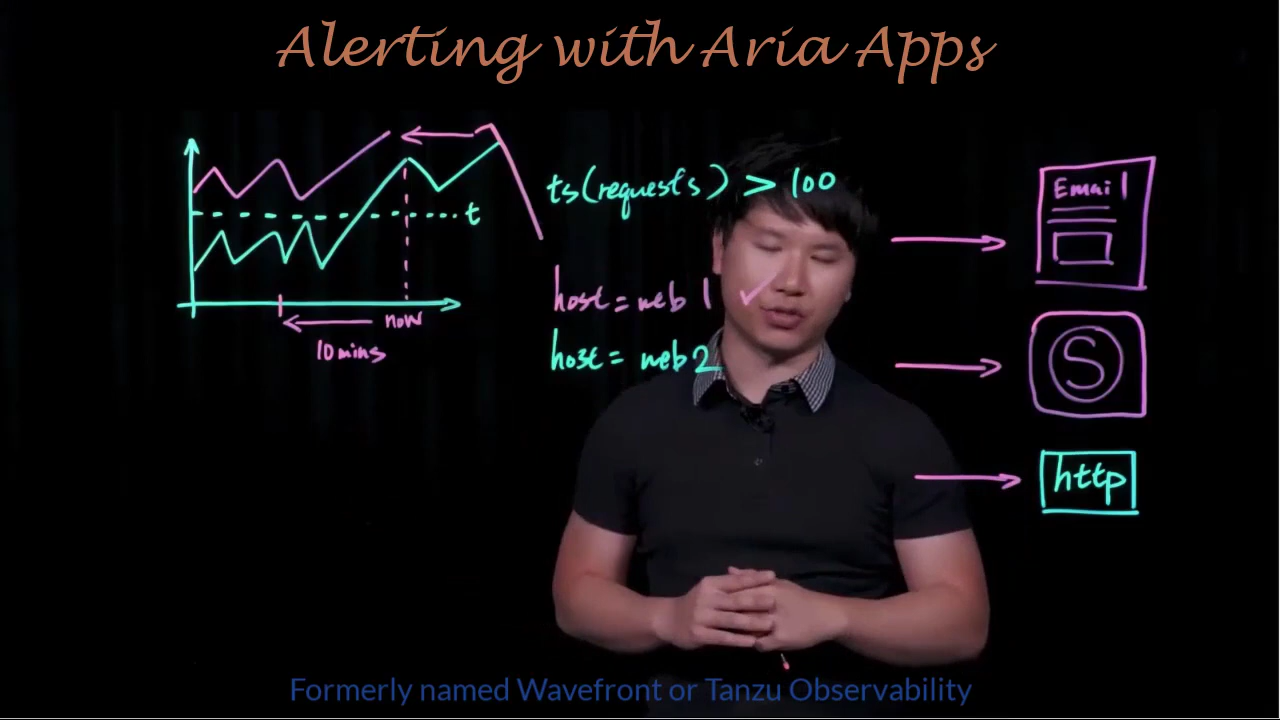 Alerting with Aria Apps
ts(requests) > 100
Email
t
host = web 1
now
10 mins
host = web 2
S
http
Formerly named Wavefront or Tanzu Observability